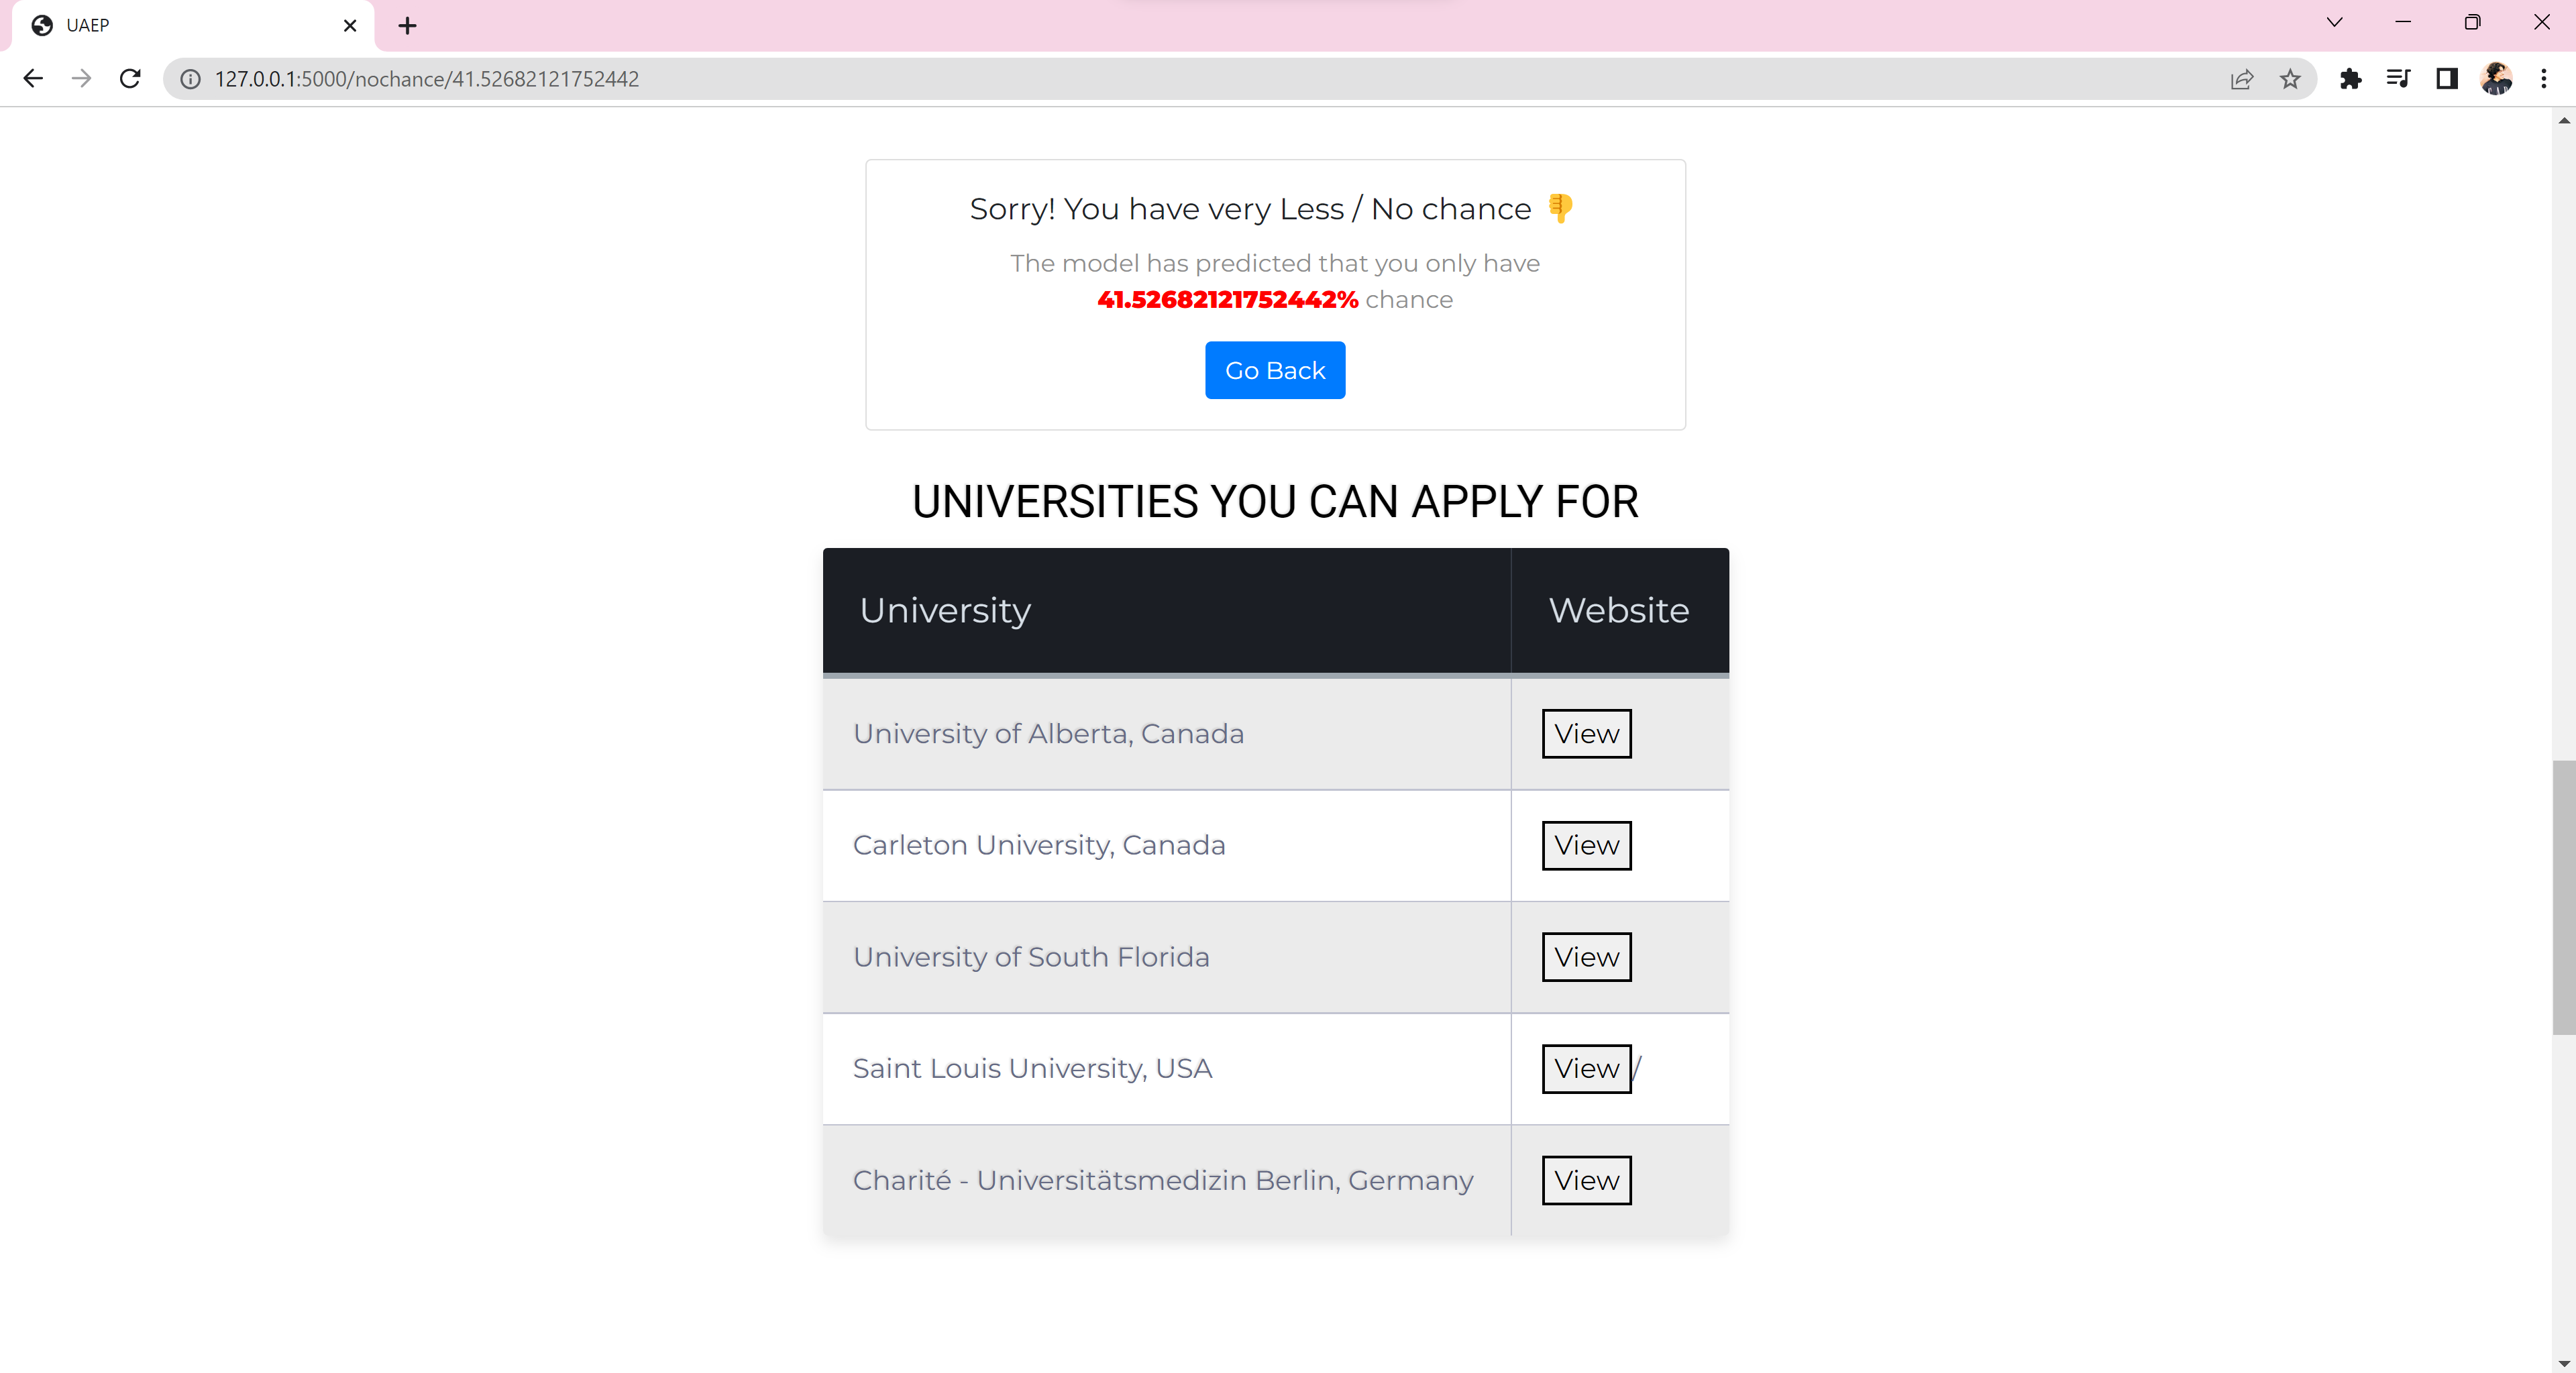 UAEP
127.0.0.1:5000/nochance/41.52682121752442
Sorry! You have very Less / No chance 👎
The model has predicted that you only have
41.52682121752442% chance
Go Back
UNIVERSITIES YOU CAN APPLY FOR
University Website
University of Alberta, Canada View
Carleton University, Canada View
University of South Florida View
Saint Louis University, USA View/
Charité - Universitätsmedizin Berlin, Germany View